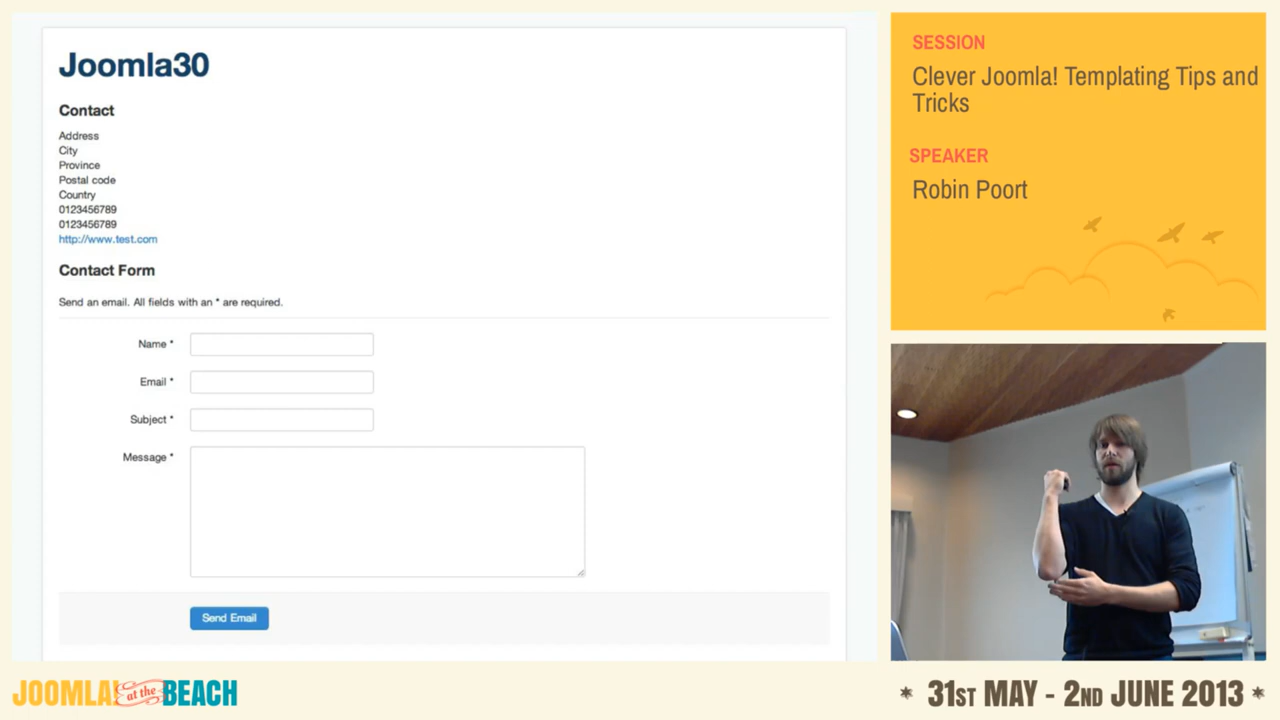 Joomla30
Contact
Address
City
Province
Postal code
Country
0123456789
0123456789
http://www.test.com
Contact Form
Send an email. All fields with an * are required.
Name *
Email *
Subject *
Message *
Send Email
SESSION
Clever Joomla! Templating Tips and
Tricks
SPEAKER
Robin Poort
JOOMLA! at the BEACH
* 31ST MAY - 2ND JUNE 2013 *